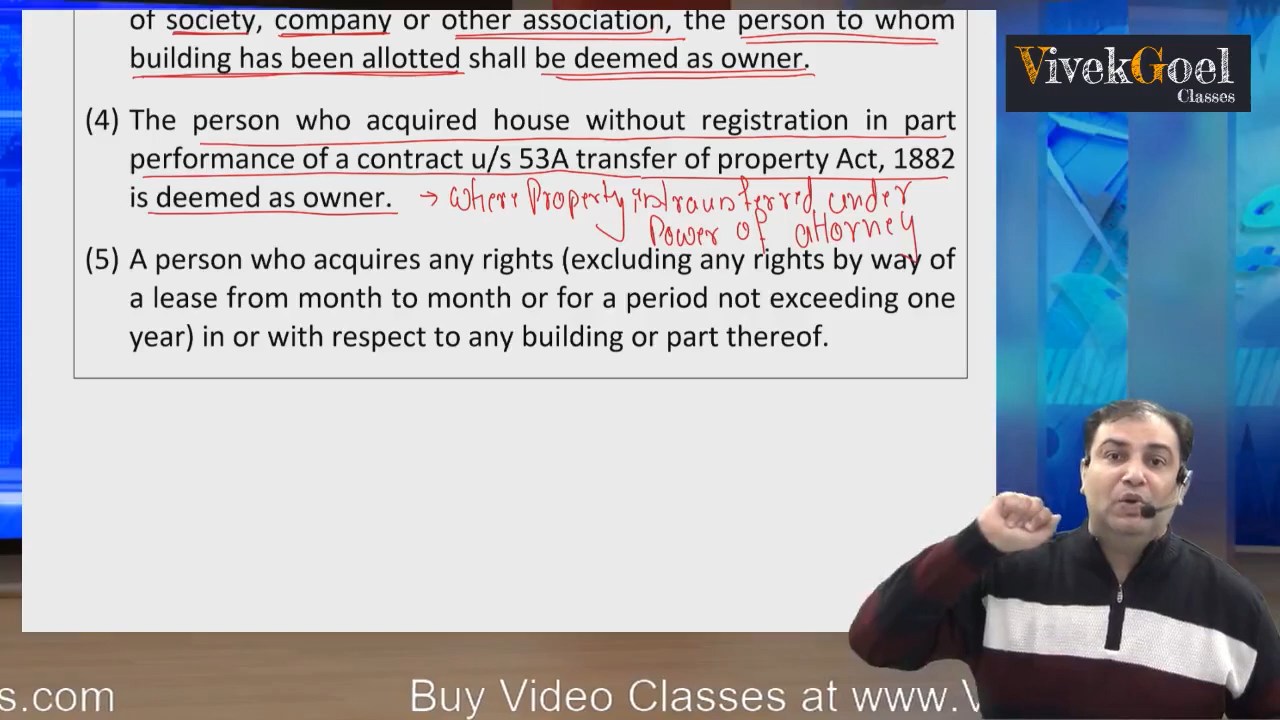 of society, company or other association, the person to whom
building has been allotted shall be deemed as owner.
VivekGoel
Classes
(4) The person who acquired house without registration in part
performance of a contract u/s 53A transfer of property Act, 1882
is deemed as owner. → where Property is transferred under
Power of attorney
(5) A person who acquires any rights (excluding any rights by way of
a lease from month to month or for a period not exceeding one
year) in or with respect to any building or part thereof.
s.com Buy Video Classes at www.V